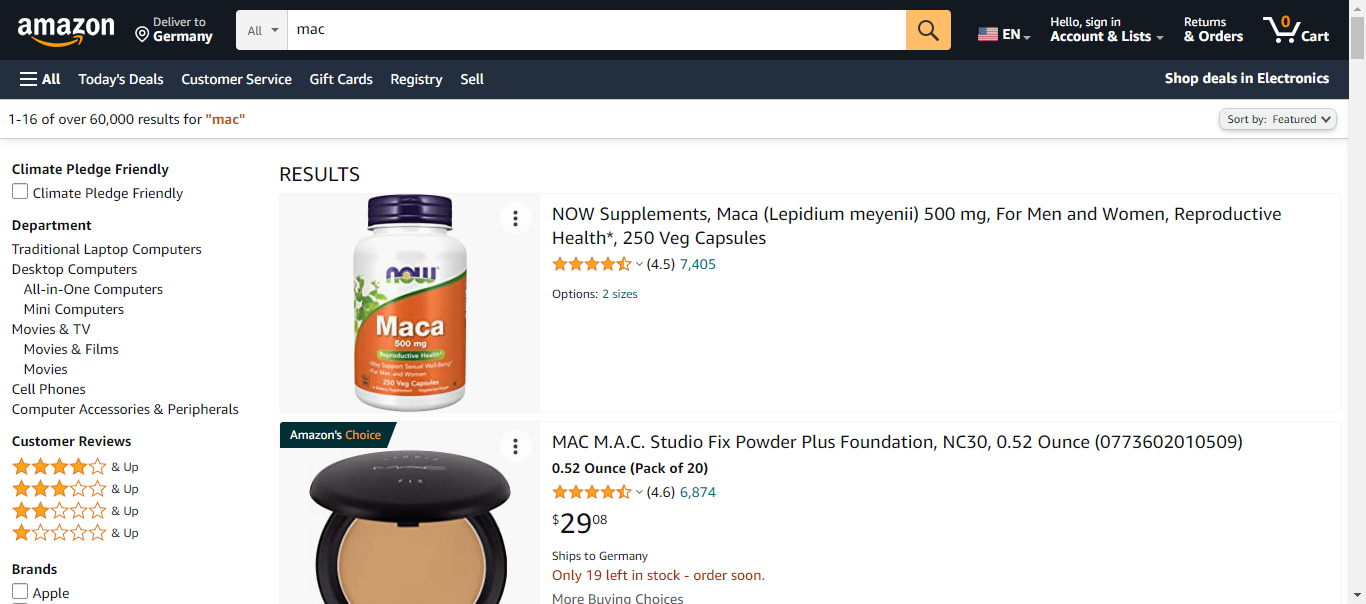 amazon
Deliver to
Germany
All
mac
EN
Hello, sign in
Account & Lists
Returns
& Orders
0
Cart
All
Today's Deals
Customer Service
Gift Cards
Registry
Sell
Shop deals in Electronics
1-16 of over 60,000 results for "mac"
Sort by: Featured
Climate Pledge Friendly
Climate Pledge Friendly
Department
Traditional Laptop Computers
Desktop Computers
All-in-One Computers
Mini Computers
Movies & TV
Movies & Films
Movies
Cell Phones
Computer Accessories & Peripherals
Customer Reviews
& Up
& Up
& Up
& Up
Brands
Apple
RESULTS
now
Maca
500 mg
Reproductive Health*
For Men and Women
250 Veg Capsules
NOW Supplements, Maca (Lepidium meyenii) 500 mg, For Men and Women, Reproductive
Health*, 250 Veg Capsules
(4.5) 7,405
Options: 2 sizes
Amazon's Choice
MAC M.A.C. Studio Fix Powder Plus Foundation, NC30, 0.52 Ounce (0773602010509)
0.52 Ounce (Pack of 20)
(4.6) 6,874
$2908
Ships to Germany
Only 19 left in stock - order soon.
More Buying Choices